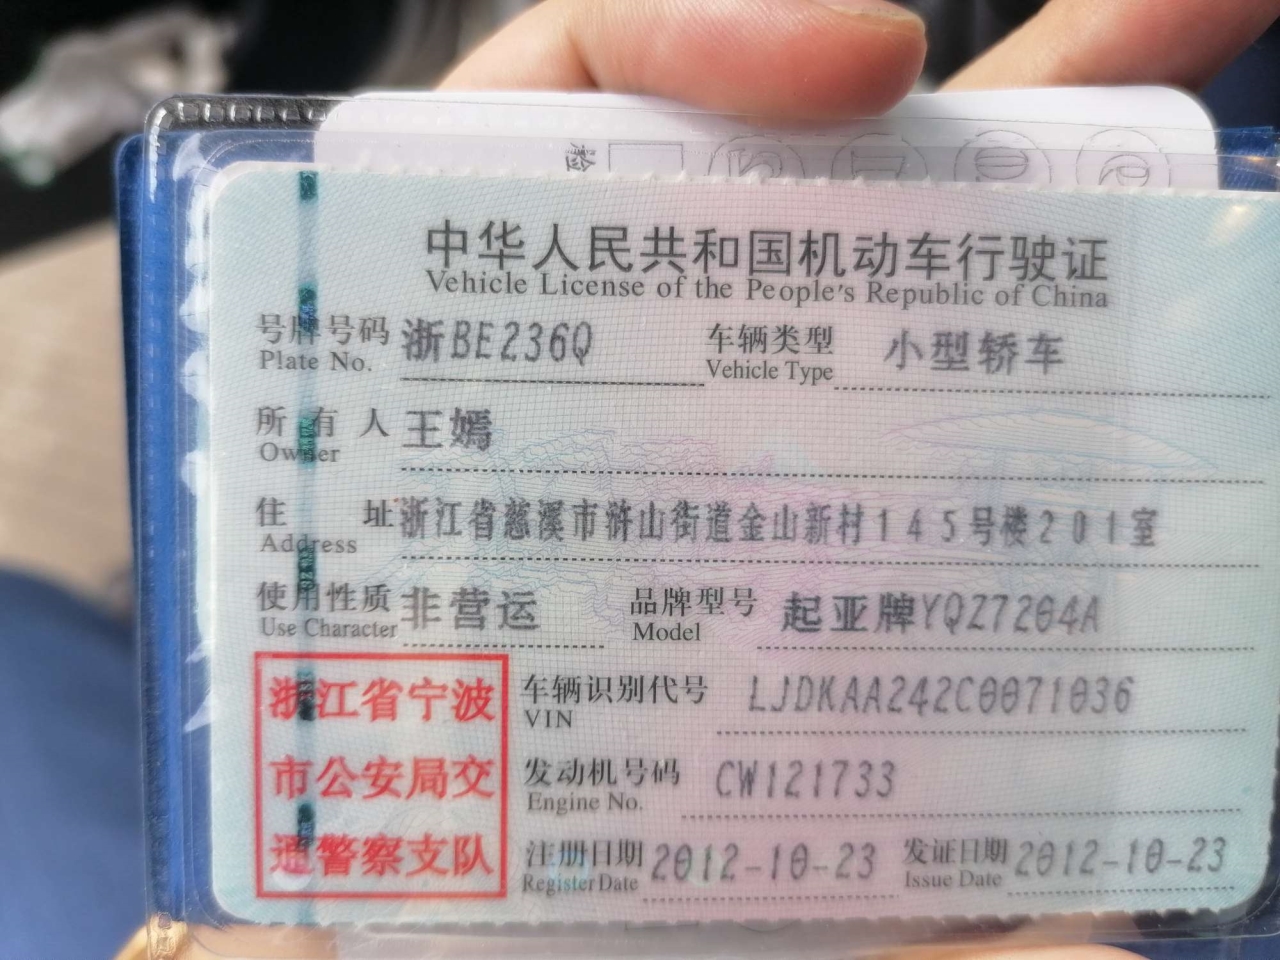 检
中华人民共和国机动车行驶证
Vehicle License of the People's Republic of China
号牌号码 浙BE236Q 车辆类型 小型轿车
Plate No. Vehicle Type
所有人 王嫣
Owner
住址 浙江省慈溪市浒山街道金山新村145号楼201室
Address
使用性质 非营运 品牌型号 起亚牌YQZ7204A
Use Character Model
浙江省宁波
市公安局交
通警察支队
车辆识别代号 LJDKAA242C0071036
VIN
发动机号码 CW121733
Engine No.
注册日期 2012-10-23 发证日期 2012-10-23
Register Date Issue Date